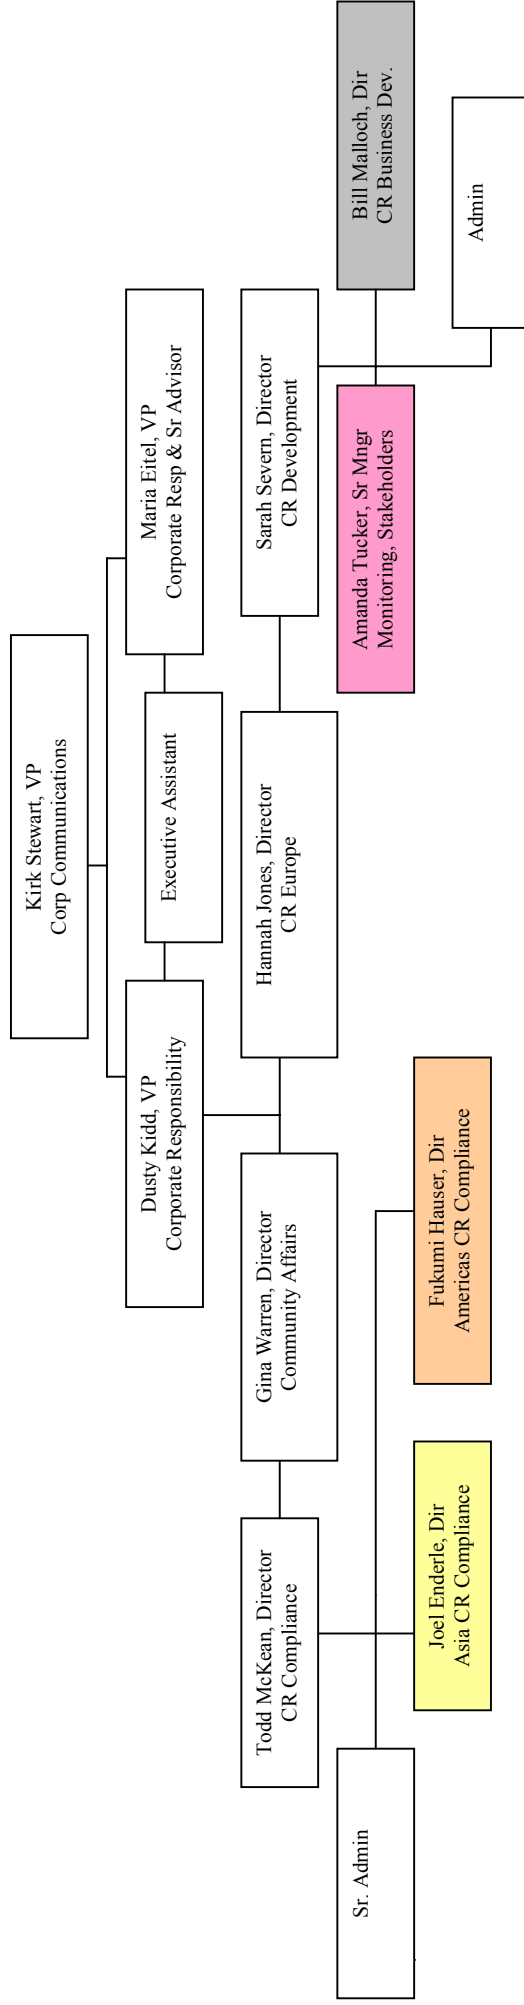 Kirk Stewart, VP
Corp Communications
Dusty Kidd, VP
Corporate Responsibility
Executive Assistant
Maria Eitel, VP
Corporate Resp & Sr Advisor
Todd McKean, Director
CR Compliance
Gina Warren, Director
Community Affairs
Hannah Jones, Director
CR Europe
Sarah Severn, Director
CR Development
Sr. Admin
Amanda Tucker, Sr Mngr
Monitoring, Stakeholders
Bill Malloch, Dir
CR Business Dev.
Joel Enderle, Dir
Asia CR Compliance
Fukumi Hauser, Dir
Americas CR Compliance
Admin